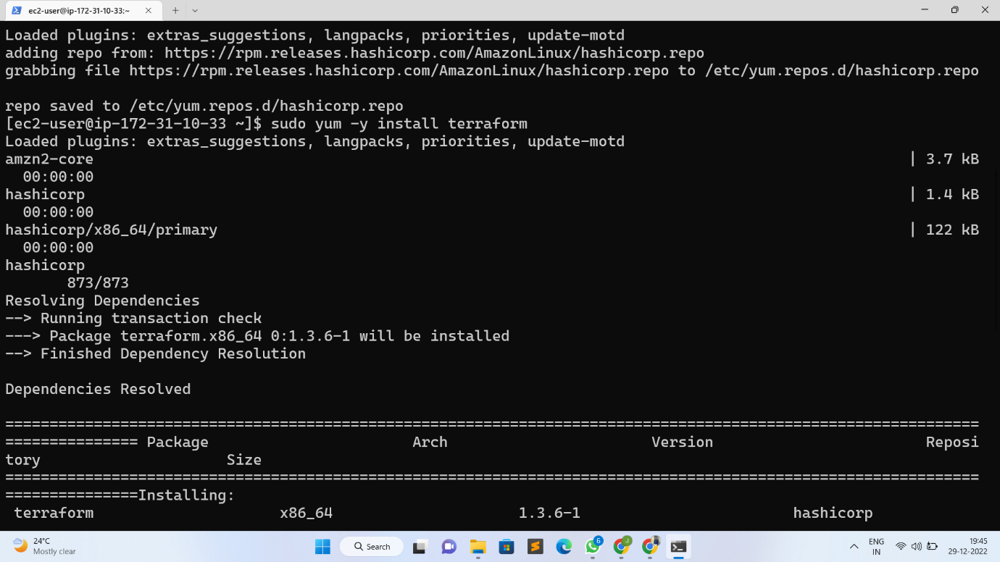 ec2-user@ip-172-31-10-33:~
Loaded plugins: extras_suggestions, langpacks, priorities, update-motd
adding repo from: https://rpm.releases.hashicorp.com/AmazonLinux/hashicorp.repo
grabbing file https://rpm.releases.hashicorp.com/AmazonLinux/hashicorp.repo to /etc/yum.repos.d/hashicorp.repo
repo saved to /etc/yum.repos.d/hashicorp.repo
[ec2-user@ip-172-31-10-33 ~]$ sudo yum -y install terraform
Loaded plugins: extras_suggestions, langpacks, priorities, update-motd
amzn2-core | 3.7 kB
00:00:00
hashicorp | 1.4 kB
00:00:00
hashicorp/x86_64/primary | 122 kB
00:00:00
hashicorp
873/873
Resolving Dependencies
--> Running transaction check
---> Package terraform.x86_64 0:1.3.6-1 will be installed
--> Finished Dependency Resolution
Dependencies Resolved
==============================================================================================================
=============== Package Arch Version Reposi
tory Size
==============================================================================================================
===============Installing:
terraform x86_64 1.3.6-1 hashicorp
24°C
Mostly clear
Search
6
J
ENG
IN
19:45
29-12-2022